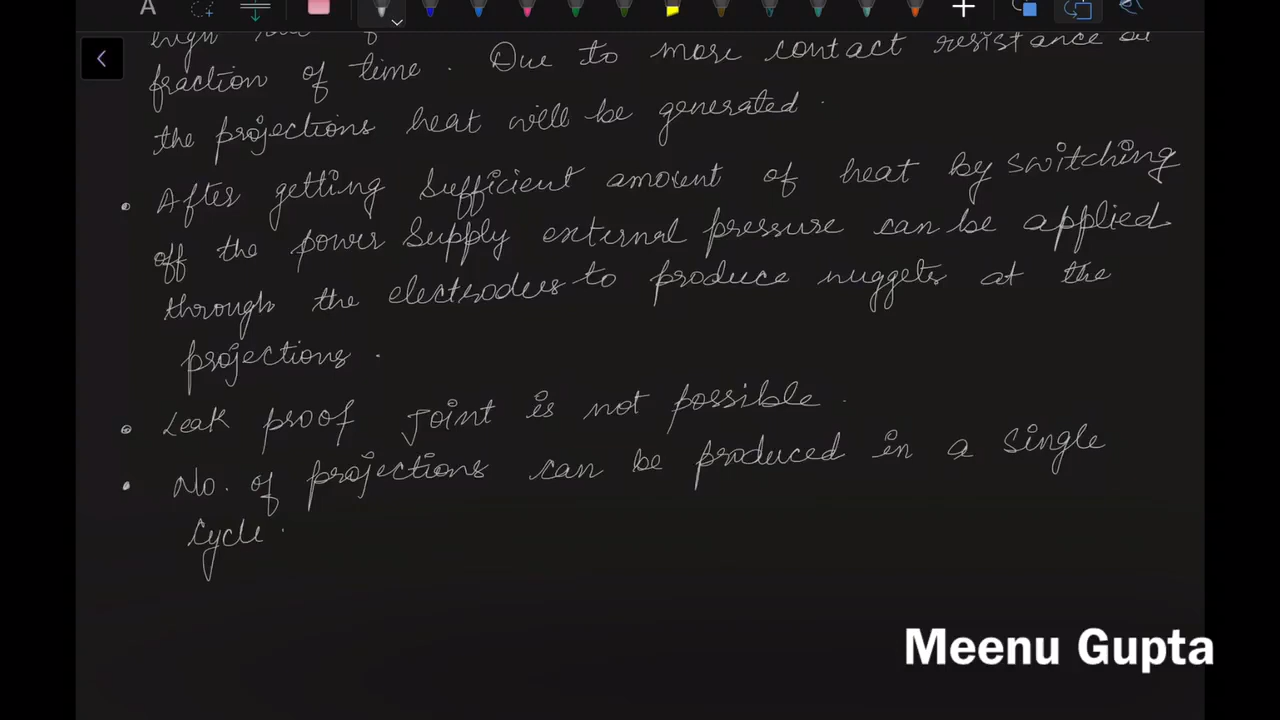 A
high
fraction of time. Due to more contact resistance at
the projections heat will be generated.
• After getting Sufficient amount of heat by switching
off the power Supply external pressure can be applied
through the electrodes to produce nuggets at the
projections.
• Leak proof Joint is not possible.
• No. of projections can be produced in a single
Cycle.
Meenu Gupta